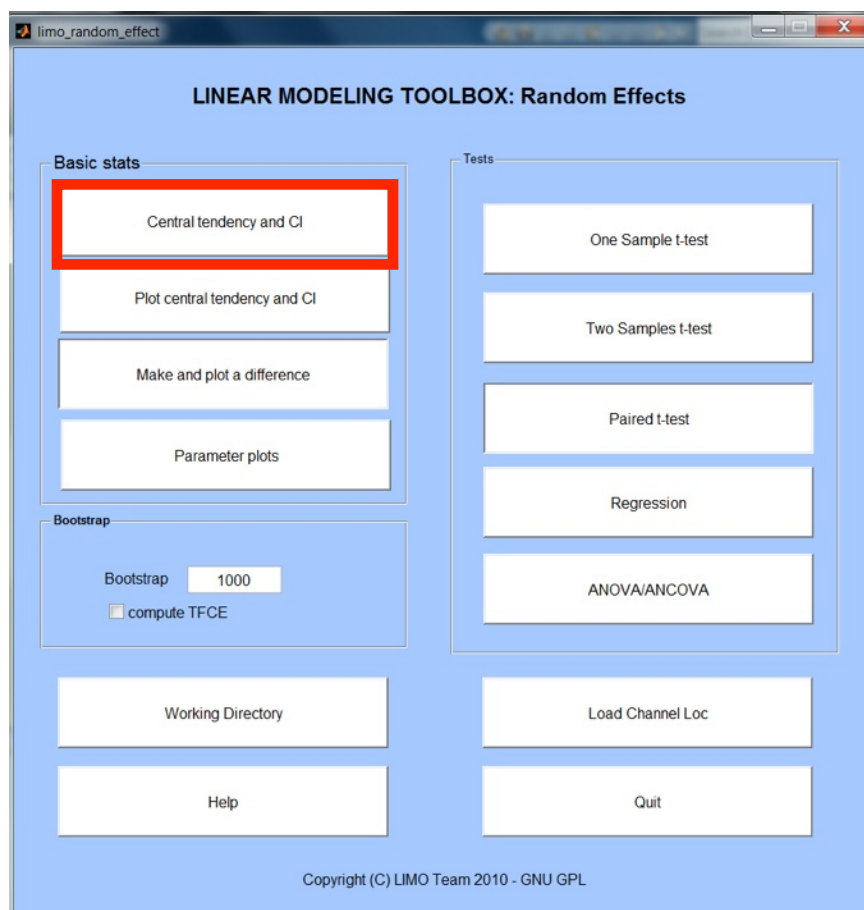 limo_random_effect
LINEAR MODELING TOOLBOX: Random Effects
Basic stats
Central tendency and CI
Plot central tendency and CI
Make and plot a difference
Parameter plots
Bootstrap
Bootstrap 1000
compute TFCE
Tests
One Sample t-test
Two Samples t-test
Paired t-test
Regression
ANOVA/ANCOVA
Working Directory
Load Channel Loc
Help
Quit
Copyright (C) LIMO Team 2010 - GNU GPL